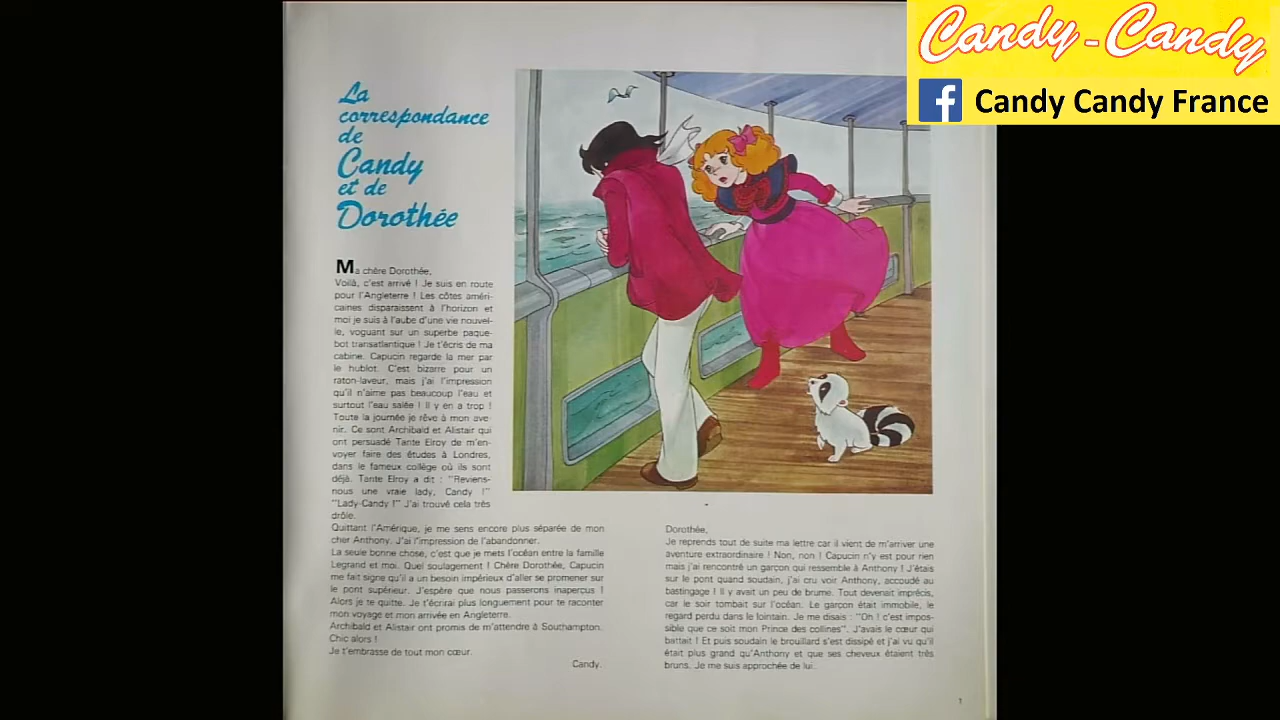 Candy-Candy
Candy Candy France
La
correspondance
de
Candy
et de
Dorothée
Ma chère Dorothée,
Voilà, c'est arrivé ! Je suis en route
pour l'Angleterre ! Les côtes améri-
caines disparaissent à l'horizon et
moi je suis à l'aube d'une vie nouvel-
le, voguant sur un superbe paque-
bot transatlantique ! Je t'écris de ma
cabine. Capucin regarde la mer par
le hublot. C'est bizarre pour un
raton-laveur, mais j'ai l'impression
qu'il n'aime pas beaucoup l'eau et
surtout l'eau salée ! Il y en a trop !
Toute la journée je rêve à mon ave-
nir. Ce sont Archibald et Alistair qui
ont persuadé Tante Elroy de m'en-
voyer faire des études à Londres,
dans le fameux collège où ils sont
déjà. Tante Elroy a dit : "Reviens-
nous une vraie lady, Candy !"
"Lady-Candy !" J'ai trouvé cela très
drôle.
Quittant l'Amérique, je me sens encore plus séparée de mon
cher Anthony. J'ai l'impression de l'abandonner.
La seule bonne chose, c'est que je mets l'océan entre la famille
Legrand et moi. Quel soulagement ! Chère Dorothée, Capucin
me fait signe qu'il a un besoin impérieux d'aller se promener sur
le pont supérieur. J'espère que nous passerons inaperçus !
Alors je te quitte. Je t'écrirai plus longuement pour te raconter
mon voyage et mon arrivée en Angleterre.
Archibald et Alistair ont promis de m'attendre à Southampton.
Chic alors !
Je t'embrasse de tout mon cœur.
Candy.
Dorothée,
Je reprends tout de suite ma lettre car il vient de m'arriver une
aventure extraordinaire ! Non, non ! Capucin n'y est pour rien
mais j'ai rencontré un garçon qui ressemble à Anthony ! J'étais
sur le pont quand soudain, j'ai cru voir Anthony, accoudé au
bastingage ! Il y avait un peu de brume. Tout devenait imprécis,
car le soir tombait sur l'océan. Le garçon était immobile, le
regard perdu dans le lointain. Je me disais : "Oh ! c'est impos-
sible que ce soit mon Prince des collines". J'avais le cœur qui
battait ! Et puis soudain le brouillard s'est dissipé et j'ai vu qu'il
était plus grand qu'Anthony et que ses cheveux étaient très
bruns. Je me suis approchée de lui.
1